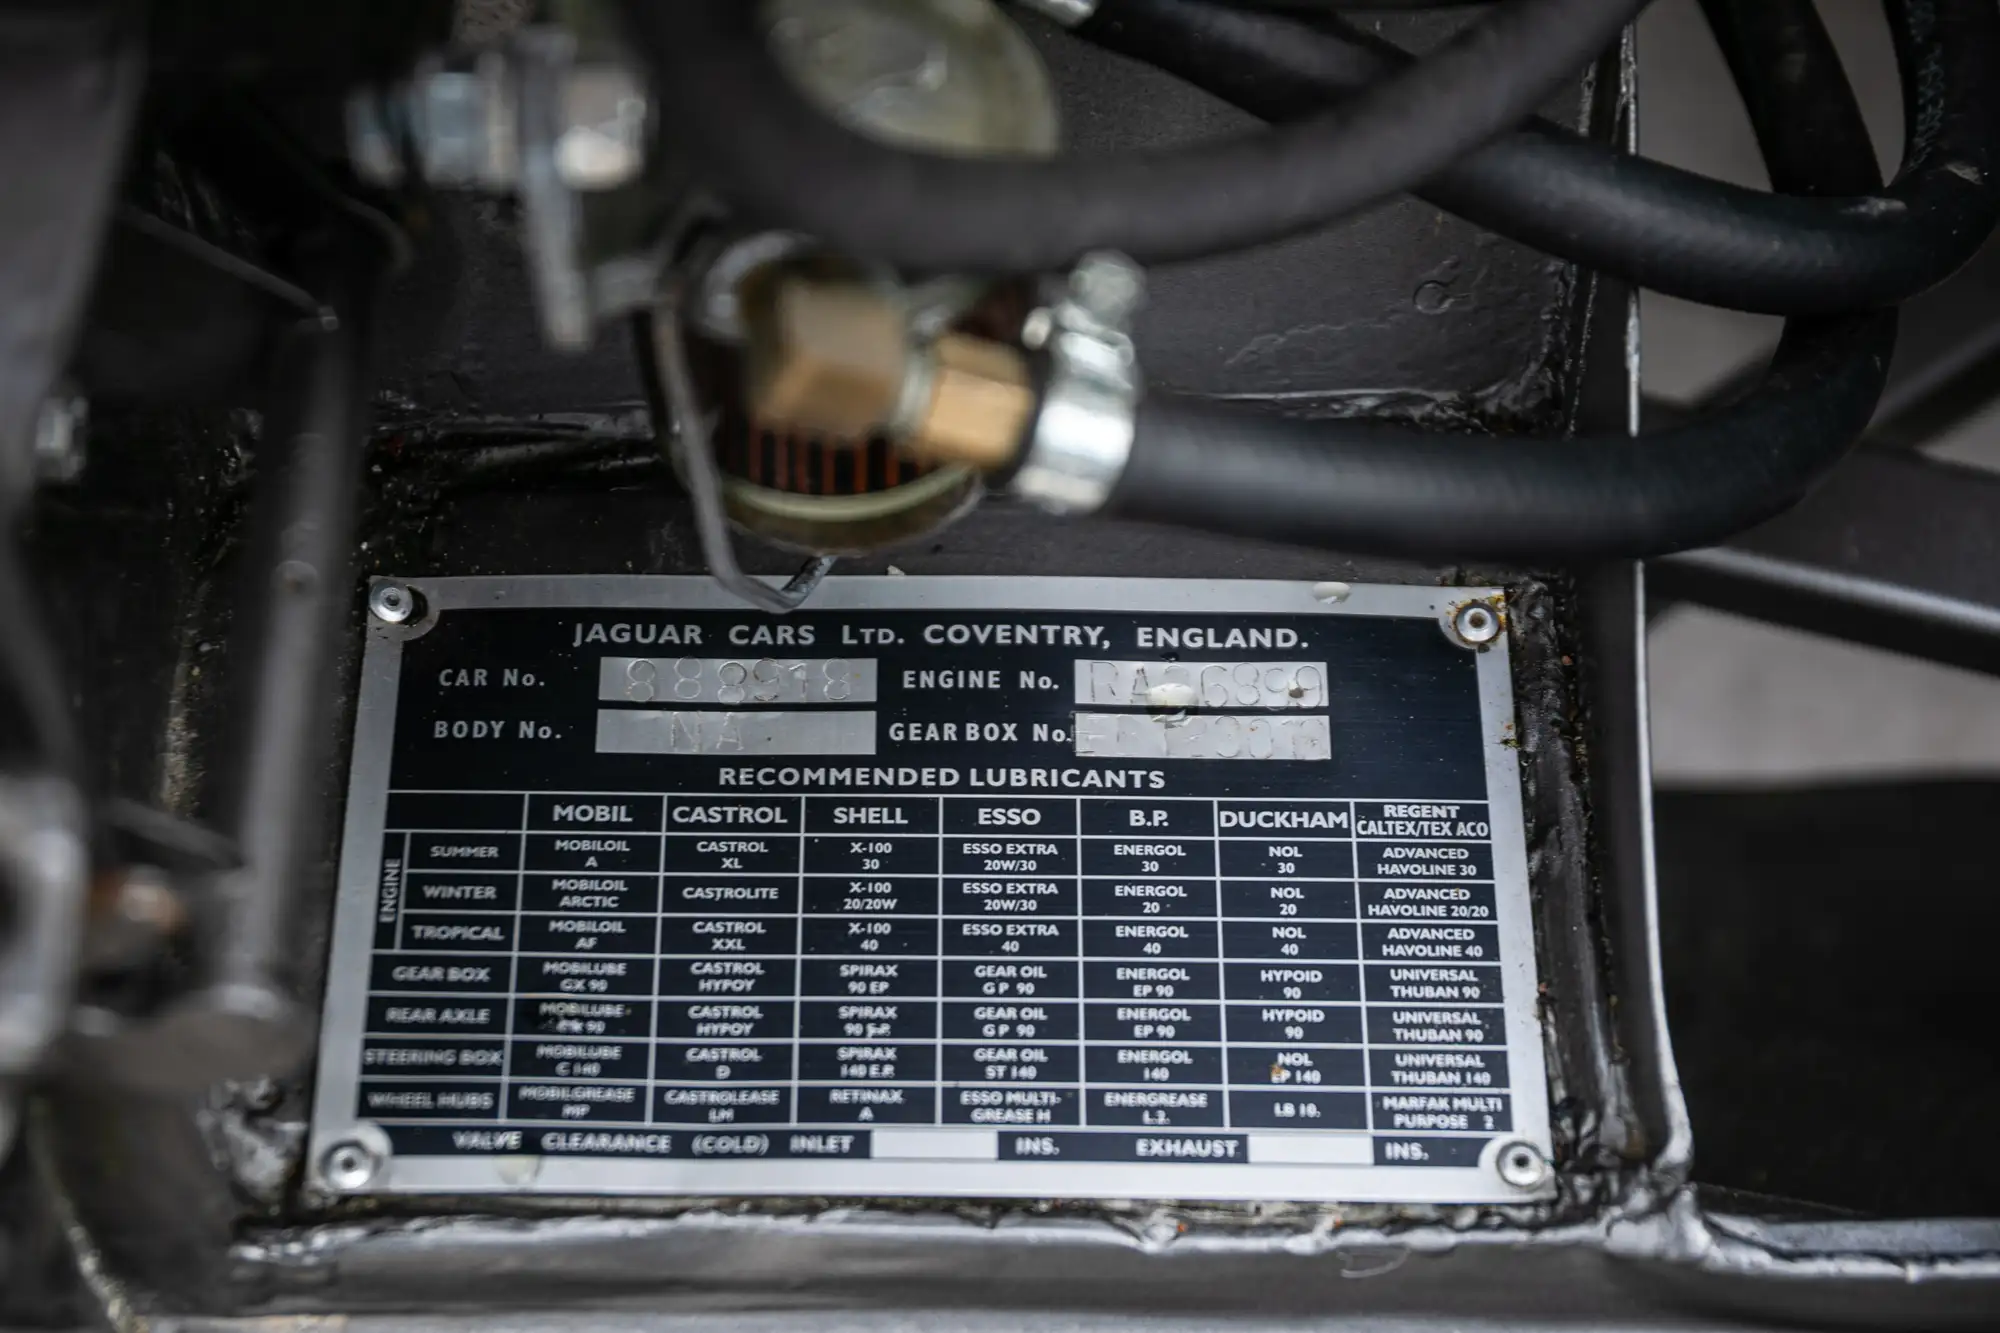 JAGUAR CARS LTD. COVENTRY, ENGLAND.
CAR No. 888918 ENGINE No.
BODY No. NA GEAR BOX No.
RECOMMENDED LUBRICANTS
MOBIL CASTROL SHELL ESSO B.P. DUCKHAM REGENT CALTEX/TEXACO
ENGINE
SUMMER MOBILOIL A CASTROL XL X-100 30 ESSO EXTRA 20W/30 ENERGOL 30 NOL 30 ADVANCED HAVOLINE 30
WINTER MOBILOIL ARCTIC CASTROLITE X-100 20/20W ESSO EXTRA 20W/30 ENERGOL 20 NOL 20 ADVANCED HAVOLINE 20/20
TROPICAL MOBILOIL AF CASTROL XXL X-100 40 ESSO EXTRA 40 ENERGOL 40 NOL 40 ADVANCED HAVOLINE 40
GEAR BOX MOBILUBE GX 90 CASTROL HYPOY SPIRAX 90 EP GEAR OIL GP 90 ENERGOL EP 90 HYPOID 90 UNIVERSAL THUBAN 90
REAR AXLE MOBILUBE 90 CASTROL HYPOY SPIRAX 90 E.P. GEAR OIL GP 90 ENERGOL EP 90 HYPOID 90 UNIVERSAL THUBAN 90
STEERING BOX MOBILUBE C 140 CASTROL D SPIRAX 140 E.P. GEAR OIL ST 140 ENERGOL 140 NOL EP 140 UNIVERSAL THUBAN 140
WHEEL HUBS MOBILGREASE MP CASTROLEASE LM RETINAX A ESSO MULTI-GREASE H ENERGREASE L 2. LB 10. MARFAK MULTI PURPOSE 2
VALVE CLEARANCE (COLD) INLET INS. EXHAUST INS.